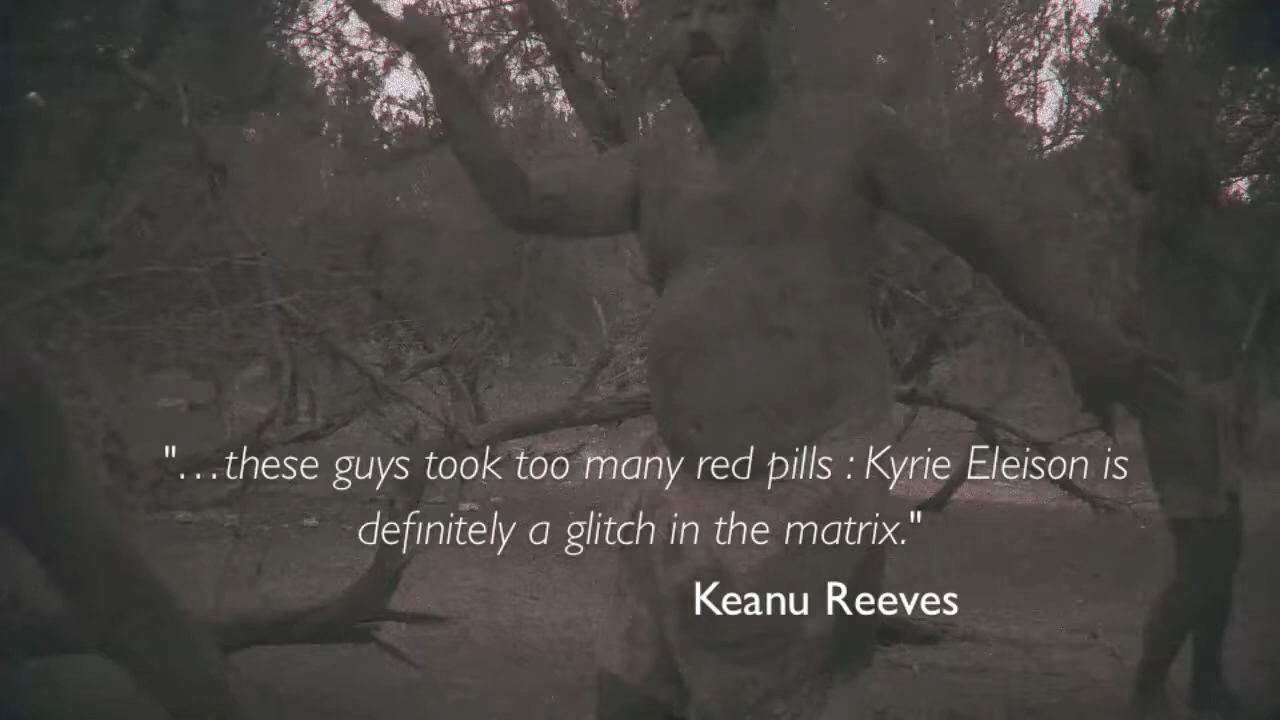 "...these guys took too many red pills : Kyrie Eleison is
definitely a glitch in the matrix."
Keanu Reeves